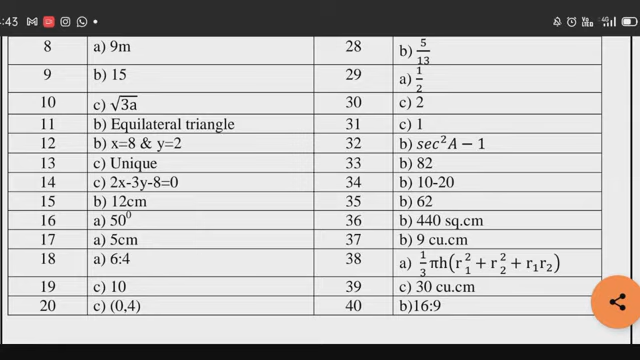 :43
8 a) 9m 28 b) 5/13
9 b) 15 29 a) 1/2
10 c) √3a 30 c) 2
11 b) Equilateral triangle 31 c) 1
12 b) x=8 & y=2 32 b) sec²A − 1
13 c) Unique 33 b) 82
14 c) 2x-3y-8=0 34 b) 10-20
15 b) 12cm 35 b) 62
16 a) 50⁰ 36 b) 440 sq.cm
17 a) 5cm 37 b) 9 cu.cm
18 a) 6:4 38 a) 1/3 πh(r₁² + r₂² + r₁r₂)
19 c) 10 39 c) 30 cu.cm
20 c) (0,4) 40 b)16:9